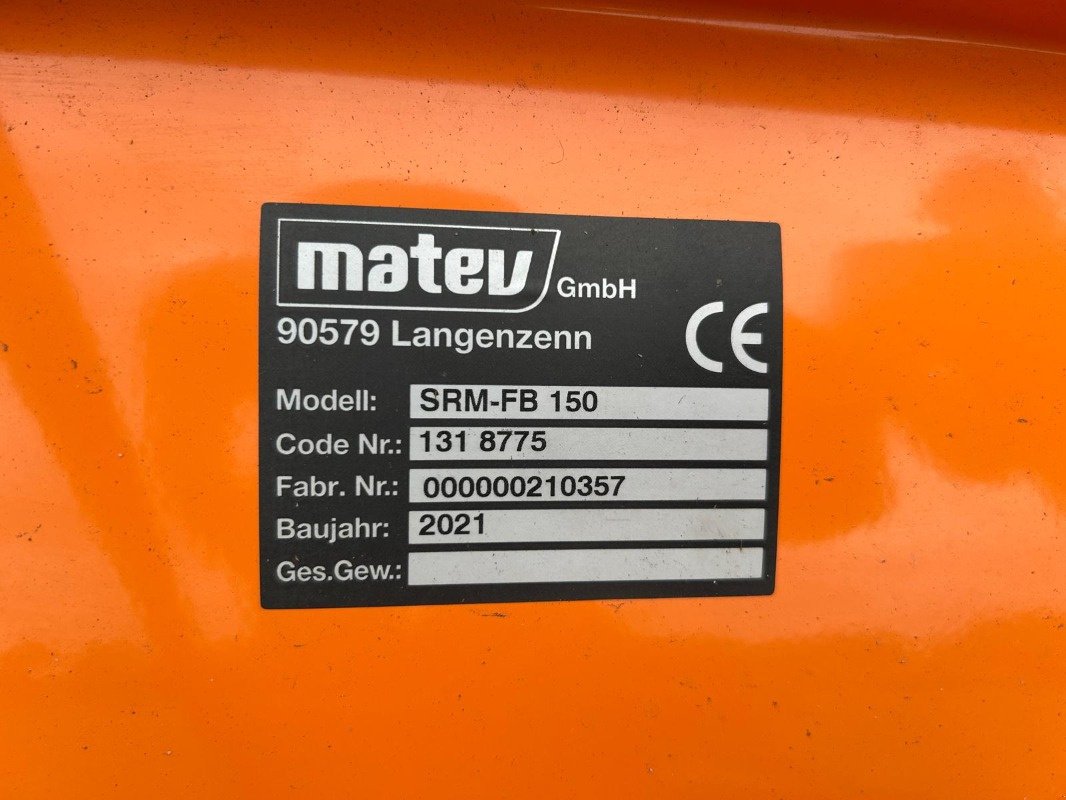 matev GmbH
90579 Langenzenn
CE
Modell: SRM-FB 150
Code Nr.: 131 8775
Fabr. Nr.: 000000210357
Baujahr: 2021
Ges.Gew.: